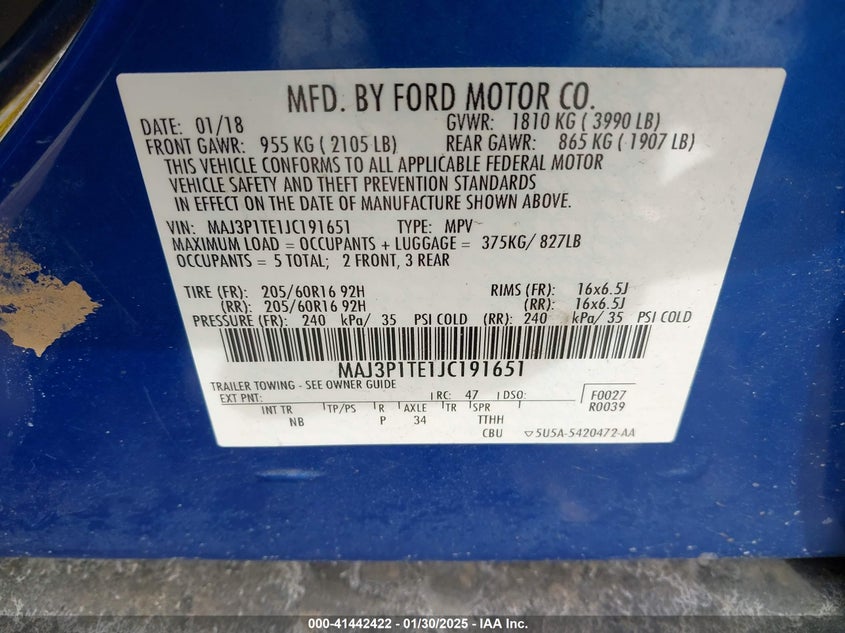 MFD. BY FORD MOTOR CO.
DATE: 01/18 GVWR: 1810 KG ( 3990 LB)
FRONT GAWR: 955 KG ( 2105 LB) REAR GAWR: 865 KG ( 1907 LB)
THIS VEHICLE CONFORMS TO ALL APPLICABLE FEDERAL MOTOR
VEHICLE SAFETY AND THEFT PREVENTION STANDARDS
IN EFFECT ON THE DATE OF MANUFACTURE SHOWN ABOVE.
VIN: MAJ3P1TE1JC191651 TYPE: MPV
MAXIMUM LOAD = OCCUPANTS + LUGGAGE = 375KG/ 827LB
OCCUPANTS = 5 TOTAL; 2 FRONT, 3 REAR
TIRE (FR): 205/60R16 92H RIMS (FR): 16x6.5J
(RR): 205/60R16 92H (RR): 16x6.5J
PRESSURE (FR): 240 kPa/ 35 PSI COLD (RR): 240 kPa/ 35 PSI COLD
MAJ3P1TE1JC191651
TRAILER TOWING - SEE OWNER GUIDE
EXT PNT: RC: 47 DSO: F0027
R0039
INT TR TP/PS R AXLE TR SPR
NB P 34 TTHH
CBU 5U5A-5420472-AA
000-41442422 - 01/30/2025 - IAA Inc.